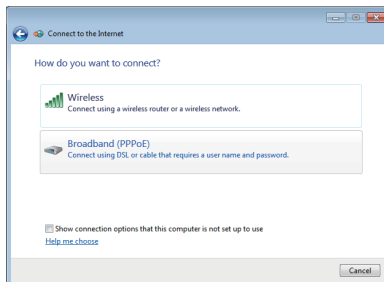 Connect to the Internet
How do you want to connect?
Wireless
Connect using a wireless router or a wireless network.
Broadband (PPPoE)
Connect using DSL or cable that requires a user name and password.
Show connection options that this computer is not set up to use
Help me choose
Cancel